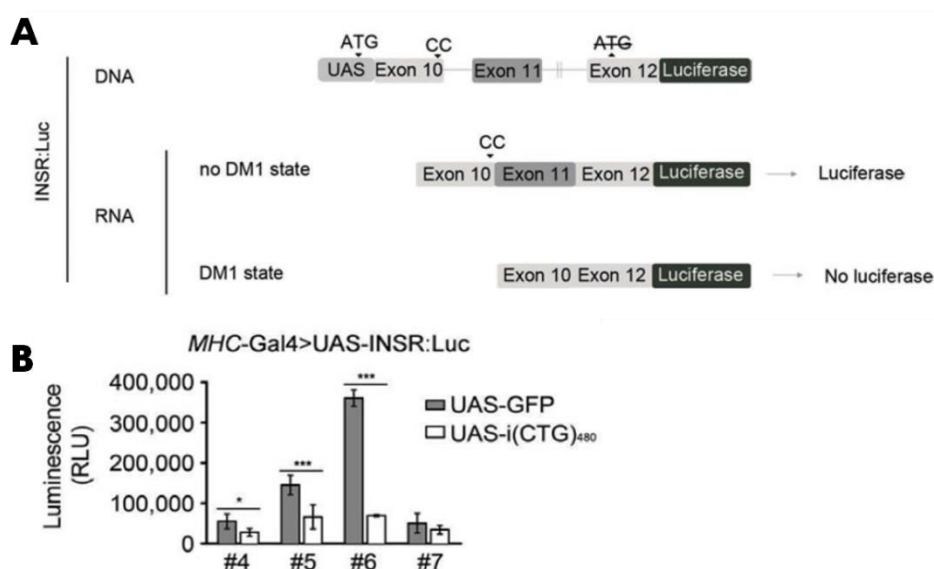 A
ATG
CC
ATG
UAS Exon 10 Exon 11 Exon 12 Luciferase
DNA
CC
no DM1 state
Exon 10 Exon 11 Exon 12 Luciferase
Luciferase
INSR:Luc
RNA
DM1 state
Exon 10 Exon 12 Luciferase
No luciferase
B
MHC-Gal4>UAS-INSR:Luc
Luminescence
(RLU)
400,000
300,000
200,000
100,000
0
*
***
***
UAS-GFP
UAS-i(CTG)₄₈₀
#4 #5 #6 #7